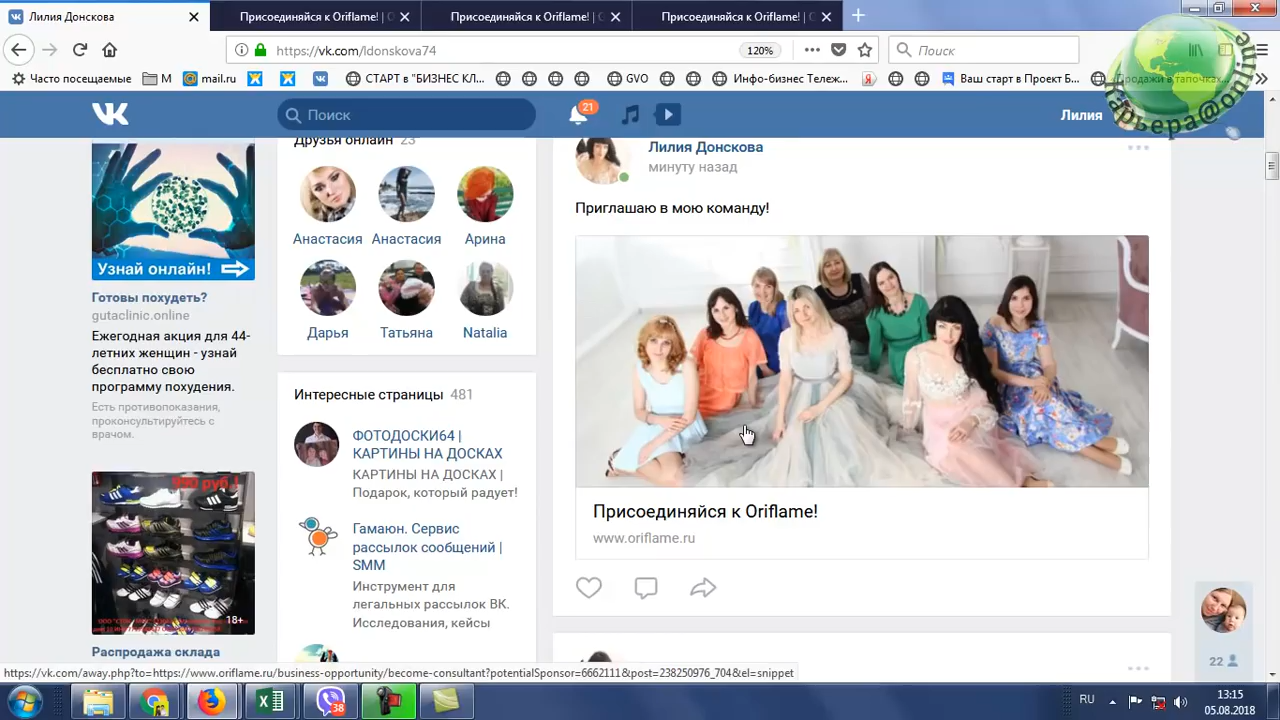 Лилия Донскова
Присоединяйся к Oriflame! | О
Присоединяйся к Oriflame! | О
Присоединяйся к Oriflame! | О
https://vk.com/ldonskova74
120%
Поиск
Часто посещаемые
М
mail.ru
СТАРТ в "БИЗНЕС КЛ...
GVO
Инфо-бизнес Тележ...
Ваш старт в Проект Б...
Продажи в тапочках.
карьера@online
Поиск
21
Лилия
Узнай онлайн!
Готовы похудеть?
gutaclinic.online
Ежегодная акция для 44-
летних женщин - узнай
бесплатно свою
программу похудения.
Есть противопоказания,
проконсультируйтесь с
врачом.
990 руб.!
18+
Распродажа склада
Друзья онлайн 23
Анастасия
Анастасия
Арина
Дарья
Татьяна
Natalia
Интересные страницы 481
ФОТОДОСКИ64 |
КАРТИНЫ НА ДОСКАХ
КАРТИНЫ НА ДОСКАХ |
Подарок, который радует!
Гамаюн. Сервис
рассылок сообщений |
SMM
Инструмент для
легальных рассылок ВК.
Исследования, кейсы
Лилия Донскова
минуту назад
Приглашаю в мою команду!
Присоединяйся к Oriflame!
www.oriflame.ru
22
https://vk.com/away.php?to=https://www.oriflame.ru/business-opportunity/become-consultant?potentialSponsor=6662111&post=238250976_704&el=snippet
38
RU
13:15
05.08.2018